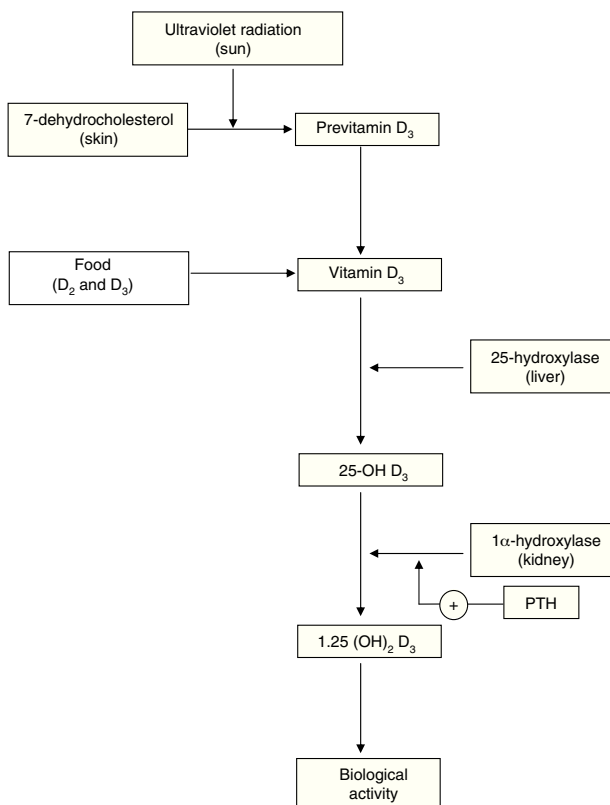 Ultraviolet radiation
(sun)
7-dehydrocholesterol
(skin)
Previtamin D₃
Food
(D₂ and D₃)
Vitamin D₃
25-hydroxylase
(liver)
25-OH D₃
1α-hydroxylase
(kidney)
+
PTH
1.25 (OH)₂ D₃
Biological
activity